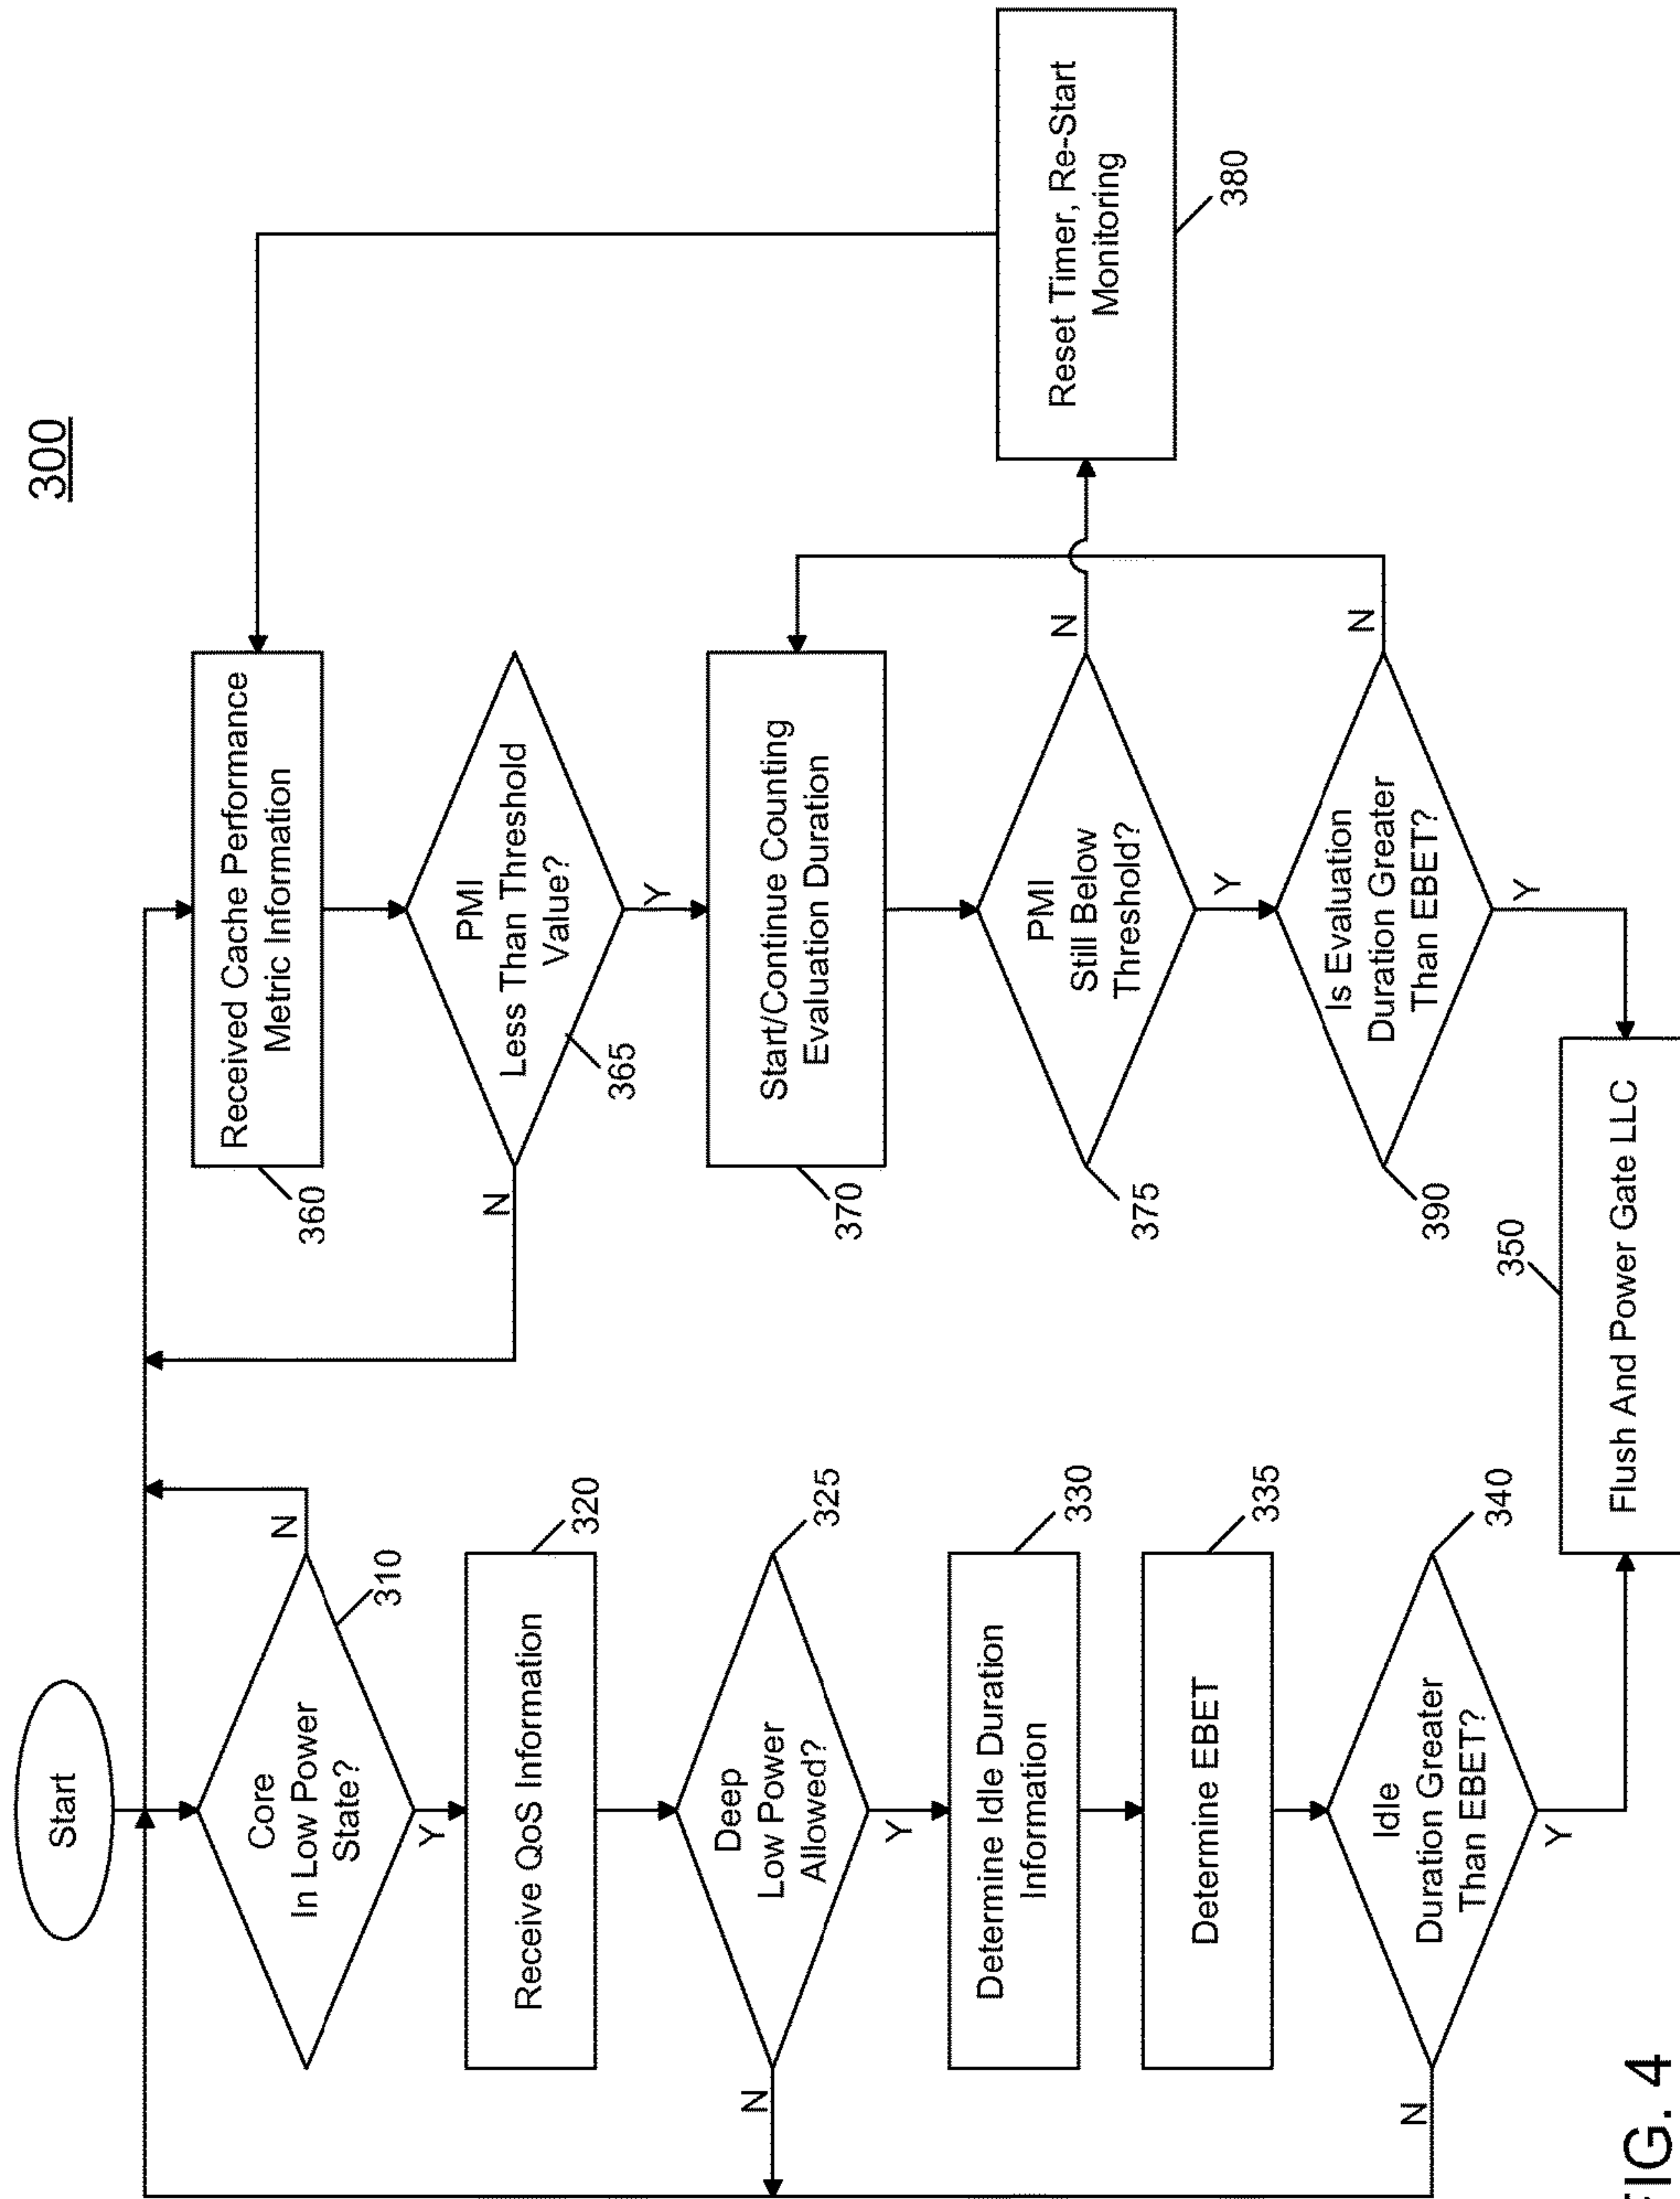 300
Start
Core
In Low Power
State?
N
310
Y
Receive QoS Information
320
Deep
Low Power
Allowed?
325
N
Y
Determine Idle Duration
Information
330
Determine EBET
335
Idle
Duration Greater
Than EBET?
340
N
Y
Received Cache Performance
Metric Information
360
PMI
Less Than Threshold
Value?
365
N
Y
Start/Continue Counting
Evaluation Duration
370
PMI
Still Below
Threshold?
375
N
Y
Reset Timer, Re-Start
Monitoring
380
Is Evaluation
Duration Greater
Than EBET?
390
N
Y
350
Flush And Power Gate LLC
FIG. 4